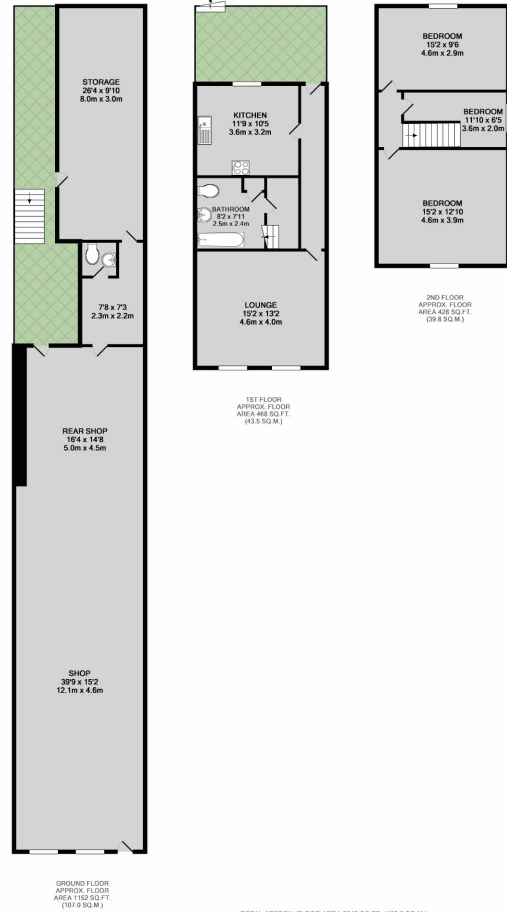 STORAGE
26'4 x 9'10
8.0m x 3.0m
7'8 x 7'3
2.3m x 2.2m
REAR SHOP
16'4 x 14'8
5.0m x 4.5m
SHOP
39'9 x 15'2
12.1m x 4.6m
GROUND FLOOR
APPROX. FLOOR
AREA 1152 SQ.FT.
(107.0 SQ.M.)
KITCHEN
11'9 x 10'5
3.6m x 3.2m
BATHROOM
8'2 x 7'11
2.5m x 2.4m
LOUNGE
15'2 x 13'2
4.6m x 4.0m
1ST FLOOR
APPROX. FLOOR
AREA 468 SQ.FT.
(43.5 SQ.M.)
BEDROOM
15'2 x 9'6
4.6m x 2.9m
BEDROOM
11'10 x 6'5
3.6m x 2.0m
BEDROOM
15'2 x 12'10
4.6m x 3.9m
2ND FLOOR
APPROX. FLOOR
AREA 428 SQ.FT.
(39.8 SQ.M.)